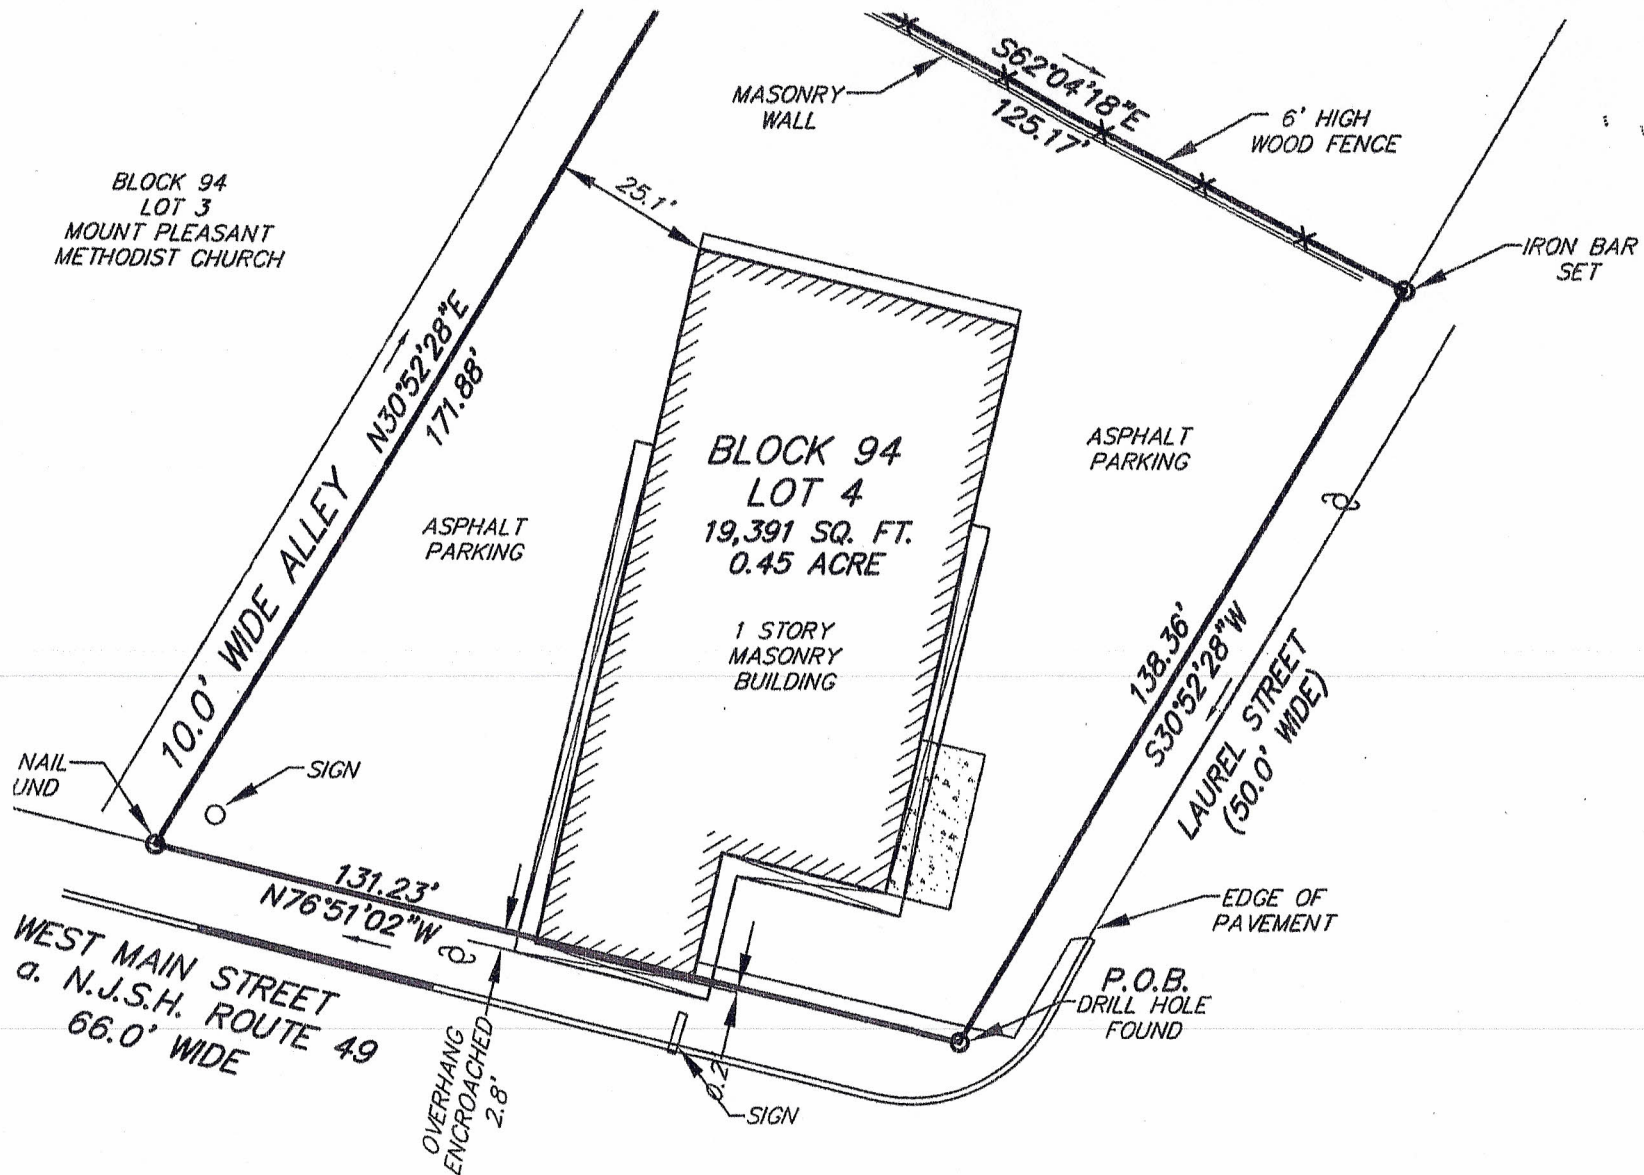 S62°04'18"E
125.17'
MASONRY
WALL
6' HIGH
WOOD FENCE
BLOCK 94
LOT 3
MOUNT PLEASANT
METHODIST CHURCH
25.1'
IRON BAR
SET
10.0' WIDE ALLEY N30°52'28"E
171.88'
BLOCK 94
LOT 4
19,391 SQ. FT.
0.45 ACRE
ASPHALT
PARKING
ASPHALT
PARKING
1 STORY
MASONRY
BUILDING
138.36'
S30°52'28"W
LAUREL STREET
(50.0' WIDE)
NAIL
UND
SIGN
131.23'
N76°51'02"W
EDGE OF
PAVEMENT
WEST MAIN STREET
a. N.J.S.H. ROUTE 49
66.0' WIDE
P.O.B.
DRILL HOLE
FOUND
OVERHANG
ENCROACHED
2.8'
0.2'
SIGN